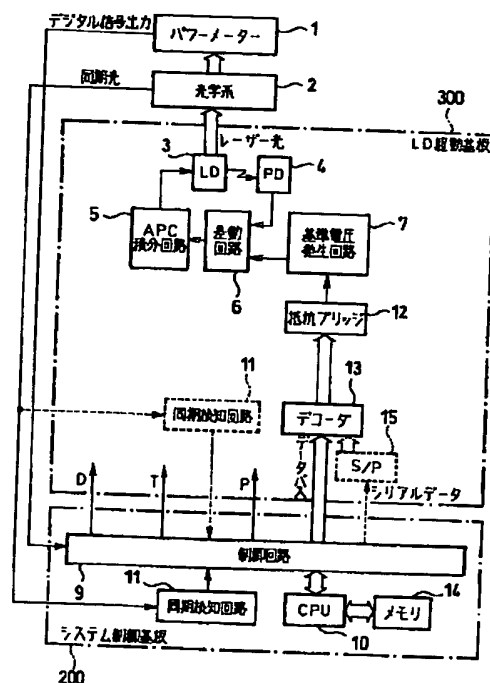 デジタル信号出力
パワーメーター
1
同期光
光学系
2
300
LD駆動基板
レーザー光
3
LD
PD
4
5
APC
積分回路
差動
回路
6
基準電圧
発生回路
7
抵抗ブリッジ
12
11
同期検知回路
13
デコーダ
15
S/P
データバス
シリアルデータ
D
T
P
制御回路
9
11
同期検知回路
CPU
10
14
メモリ
システム制御基板
200